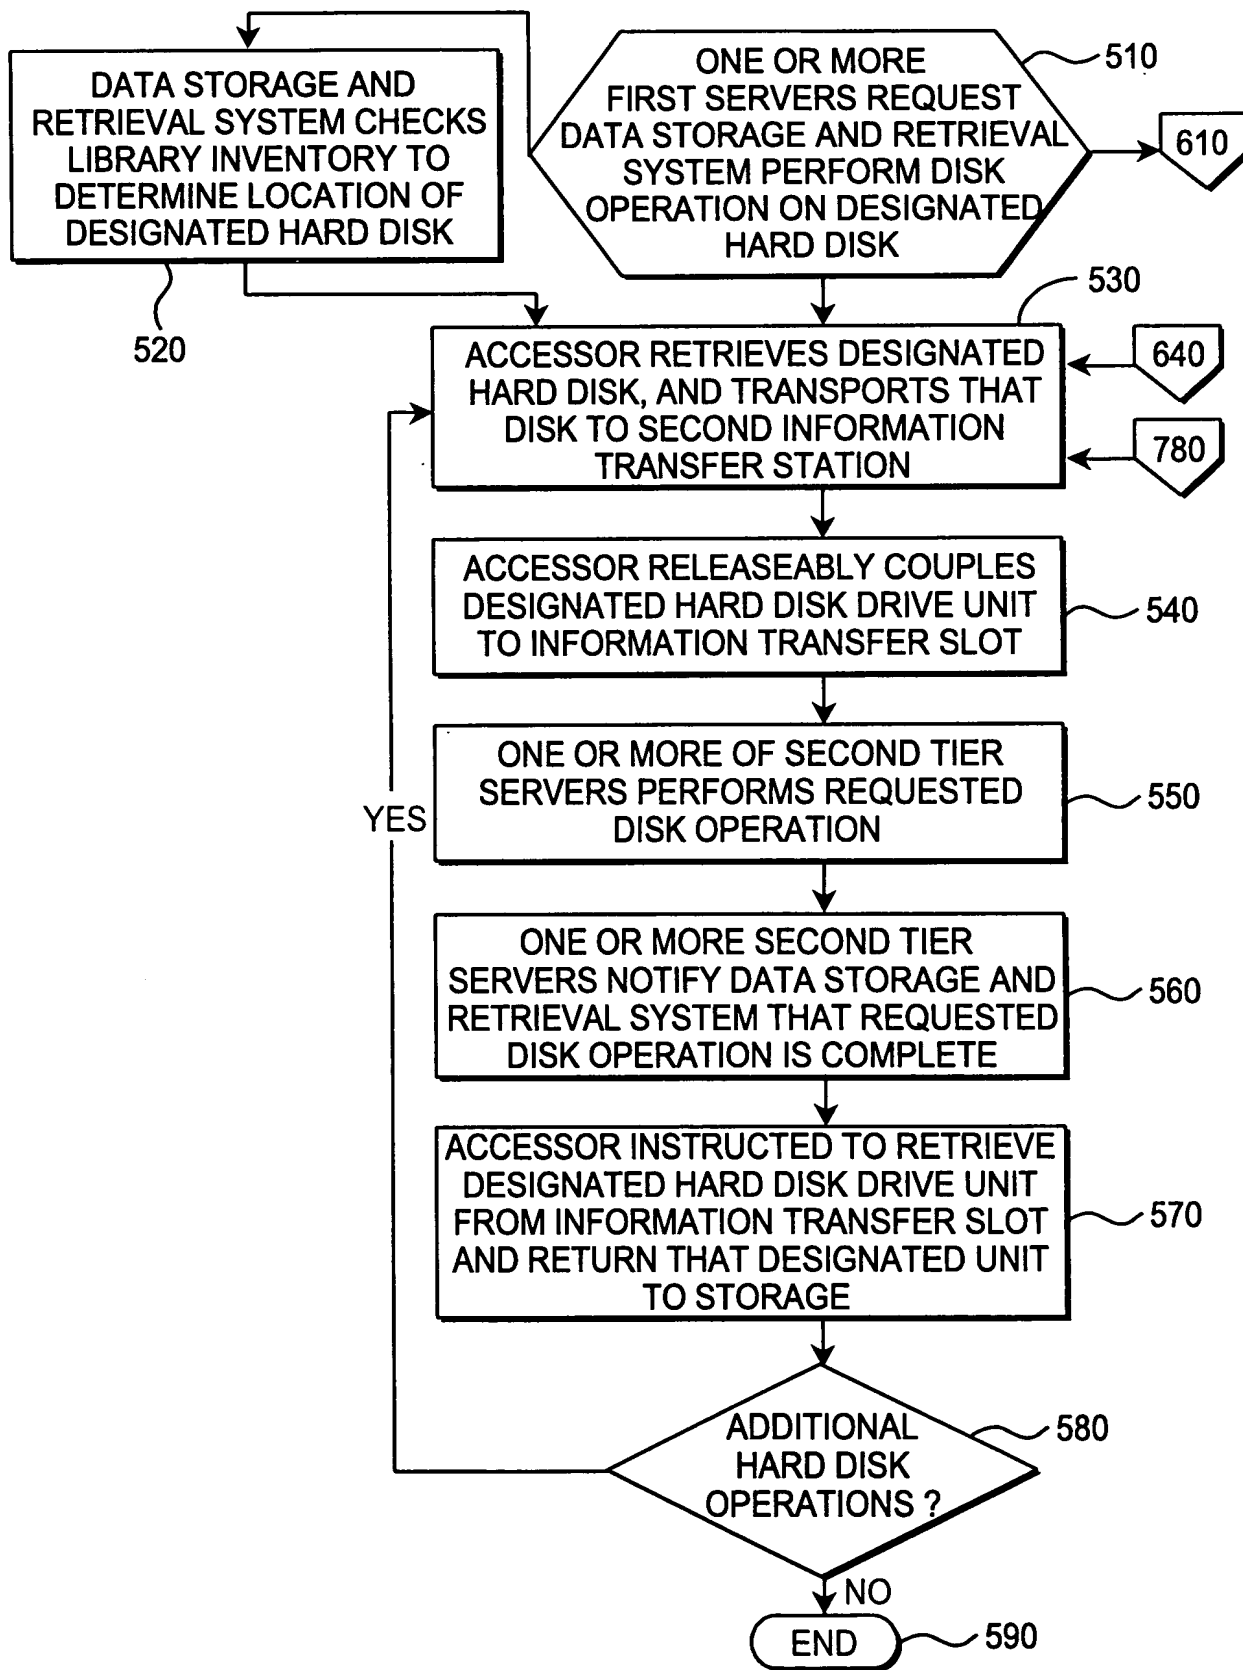 ONE OR MORE
FIRST SERVERS REQUEST
DATA STORAGE AND RETRIEVAL
SYSTEM PERFORM DISK
OPERATION ON DESIGNATED
HARD DISK
510
610
DATA STORAGE AND
RETRIEVAL SYSTEM CHECKS
LIBRARY INVENTORY TO
DETERMINE LOCATION OF
DESIGNATED HARD DISK
520
530
ACCESSOR RETRIEVES DESIGNATED
HARD DISK, AND TRANSPORTS THAT
DISK TO SECOND INFORMATION
TRANSFER STATION
640
780
ACCESSOR RELEASEABLY COUPLES
DESIGNATED HARD DISK DRIVE UNIT
TO INFORMATION TRANSFER SLOT
540
ONE OR MORE OF SECOND TIER
SERVERS PERFORMS REQUESTED
DISK OPERATION
550
YES
ONE OR MORE SECOND TIER
SERVERS NOTIFY DATA STORAGE AND
RETRIEVAL SYSTEM THAT REQUESTED
DISK OPERATION IS COMPLETE
560
ACCESSOR INSTRUCTED TO RETRIEVE
DESIGNATED HARD DISK DRIVE UNIT
FROM INFORMATION TRANSFER SLOT
AND RETURN THAT DESIGNATED UNIT
TO STORAGE
570
ADDITIONAL
HARD DISK
OPERATIONS ?
580
NO
END
590